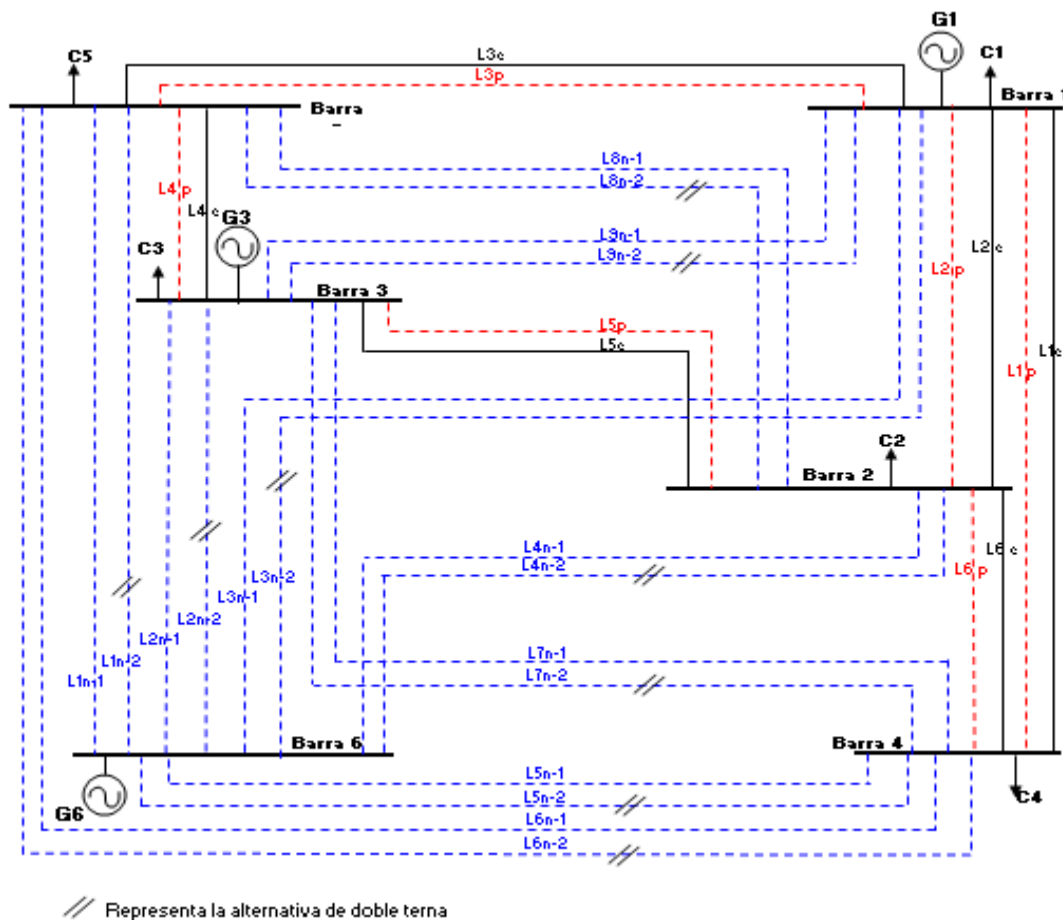 G1
C5
L3e
C1
L3p
Barra
Barra 1
L8n-1
L8n-2
L4 p
L4 e
G3
C3
L9n-1
L9n-2
L2 e
L2 p
Barra 3
L5p
L5e
L1 e
L1 p
C2
Barra 2
L4n-1
L4n-2
L6 e
L6 p
L3n-2
L3n-1
L2n-2
L2n-1
L1n-2
L1n-1
L7n-1
L7n-2
Barra 6
Barra 4
L5n-1
L5n-2
G6
C4
L6n-1
L6n-2
Representa la alternativa de doble terna